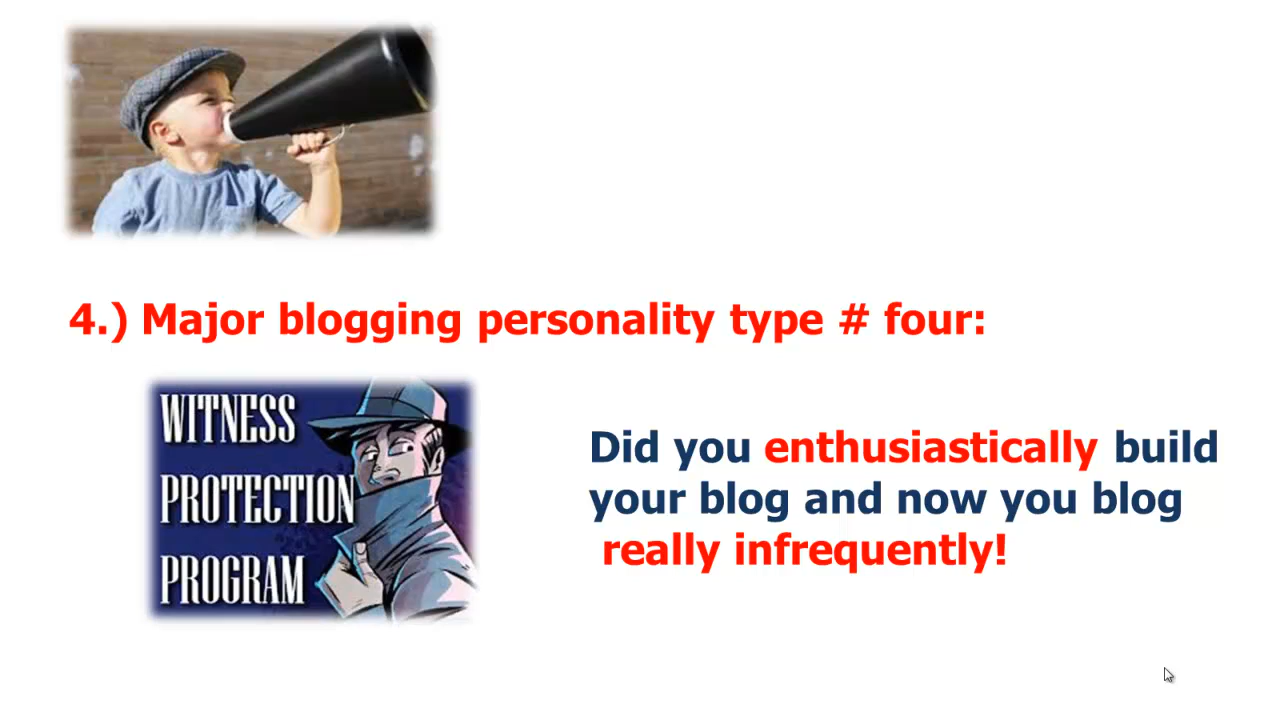 4.) Major blogging personality type # four:
WITNESS
PROTECTION
PROGRAM
Did you enthusiastically build
your blog and now you blog
really infrequently!